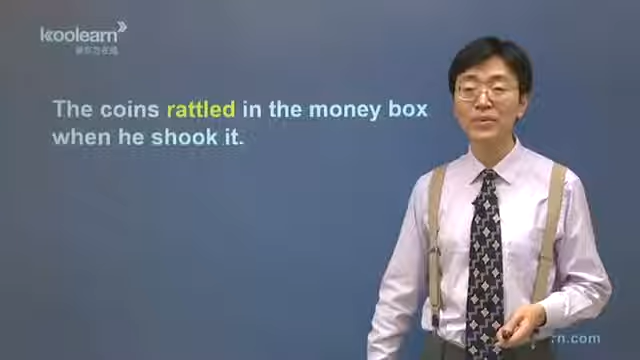 koolearn
新东方在线
The coins rattled in the money box
when he shook it.
rn.com